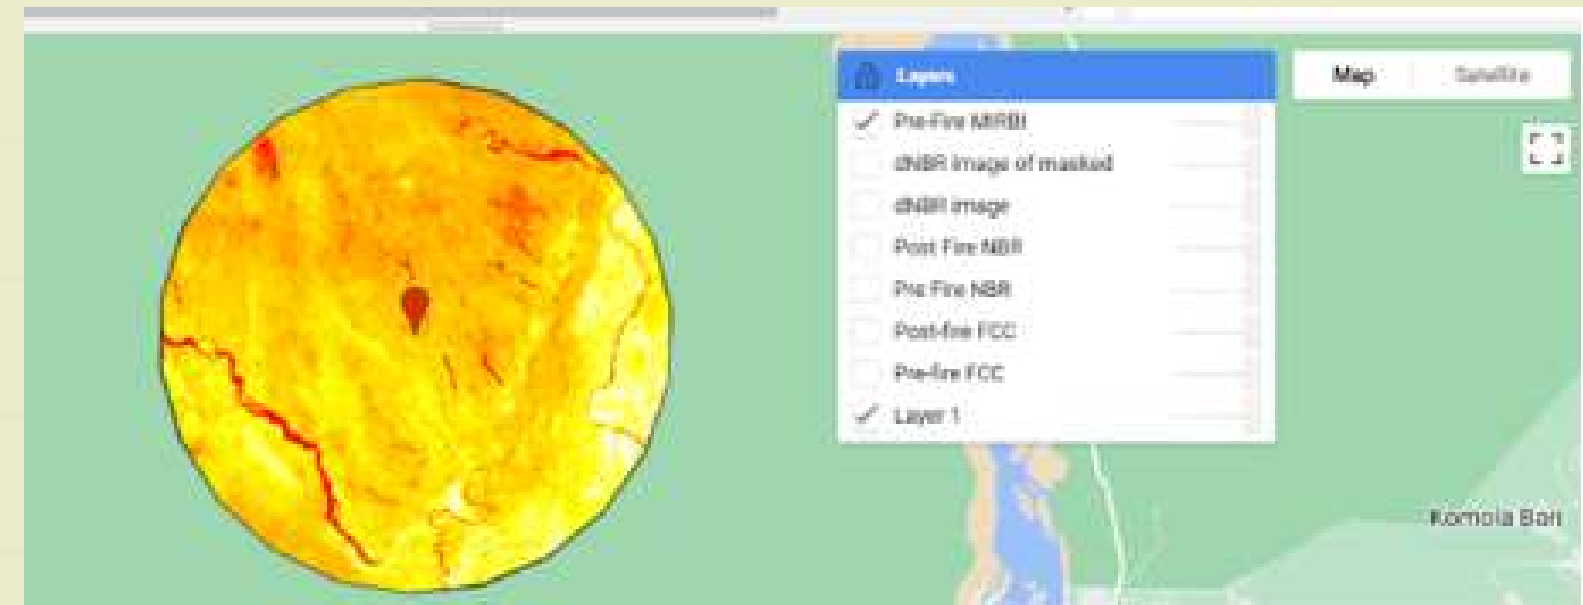 Layers
Map
Satellite
Pre-Fire MIRBI
dNBR image of masked
dNBR image
Post Fire NBR
Pre Fire NBR
Post-fire FCC
Pre-fire FCC
Layer 1
Komola Bari